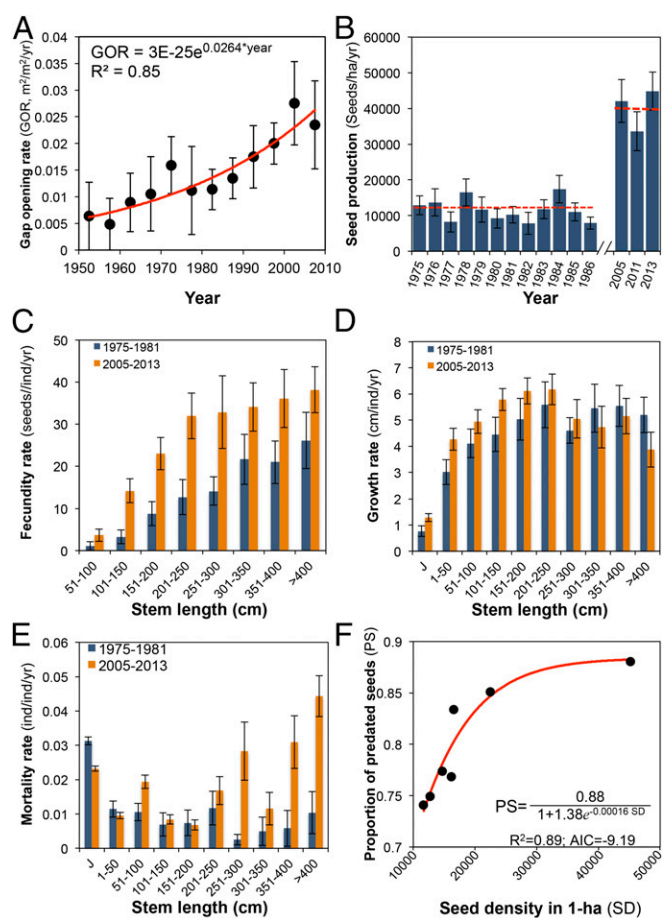 A
GOR = 3E-25e^0.0264*year
R² = 0.85
Gap opening rate (GOR, m²/m²/yr)
0.04
0.035
0.03
0.025
0.02
0.015
0.01
0.005
0
1950 1960 1970 1980 1990 2000 2010
Year
B
Seed production (Seeds/ha/yr)
60000
50000
40000
30000
20000
10000
0
1975 1976 1977 1978 1979 1980 1981 1982 1983 1984 1985 1986 // 2005 2011 2013
Year
C
1975-1981
2005-2013
Fecundity rate (seeds//ind/yr)
50
40
30
20
10
0
51-100 101-150 151-200 201-250 251-300 301-350 351-400 >400
Stem length (cm)
D
1975-1981
2005-2013
Growth rate (cm/ind/yr)
8
7
6
5
4
3
2
1
0
J 1-50 51-100 101-150 151-200 201-250 251-300 301-350 351-400 >400
Stem length (cm)
E
1975-1981
2005-2013
Mortality rate (ind/ind/yr)
0.06
0.05
0.04
0.03
0.02
0.01
0
J 1-50 51-100 101-150 151-200 201-250 251-300 301-350 351-400 >400
Stem length (cm)
F
Proportion of predated seeds (PS)
0.9
0.85
0.8
0.75
0.7
PS= 0.88
1+1.38e^-0.00016 SD
R²=0.89; AIC=-9.19
10000 20000 30000 40000 50000
Seed density in 1-ha (SD)